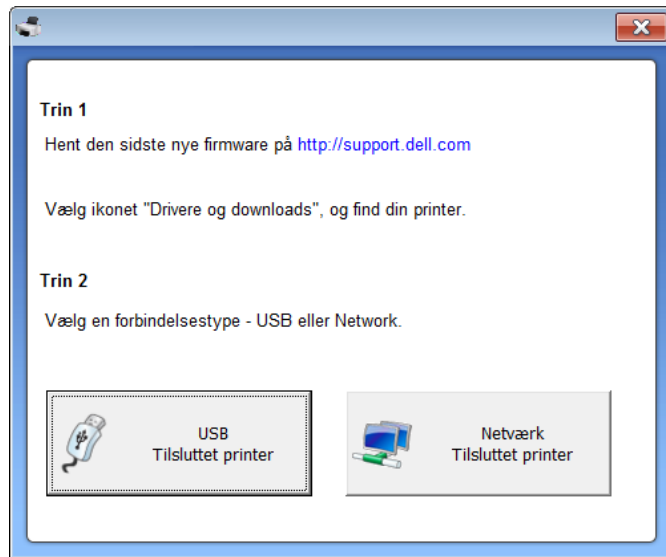 Trin 1
Hent den sidste nye firmware på http://support.dell.com
Vælg ikonet "Drivere og downloads", og find din printer.
Trin 2
Vælg en forbindelsestype - USB eller Network.
USB
Tilsluttet printer
Netværk
Tilsluttet printer